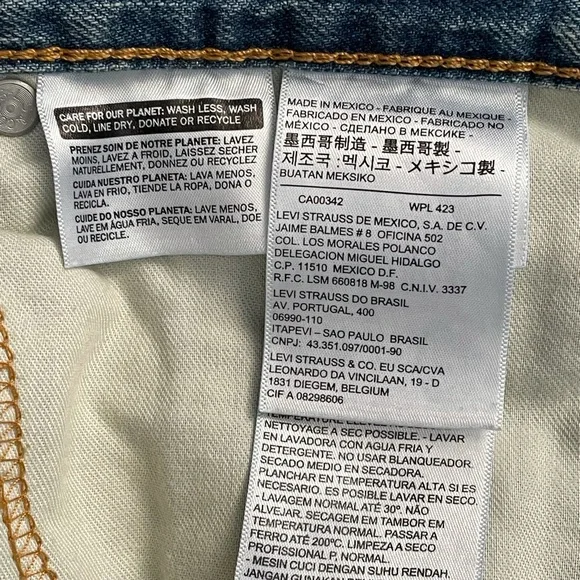 CARE FOR OUR PLANET: WASH LESS, WASH
COLD, LINE DRY, DONATE OR RECYCLE
PRENEZ SOIN DE NOTRE PLANETE: LAVEZ
MOINS, LAVEZ A FROID, LAISSEZ SECHER
NATURELLEMENT, DONNEZ OU RECYCLEZ
CUIDA NUESTRO PLANETA: LAVA MENOS,
LAVA EN FRIO, TIENDE LA ROPA, DONA O
RECICLA
CUIDE DO NOSSO PLANETA: LAVE MENOS,
LAVE EM ÁGUA FRIA, SEQUE EM VARAL, DOE
OU RECICLE.
MADE IN MEXICO - FABRIQUE AU MEXIQUE -
FABRICADO EN MEXICO - FABRICADO NO
MÉXICO - СДЕЛАНО В МЕКСИКЕ -
墨西哥制造 - 墨西哥製 -
제조국 :멕시코 - メキシコ製 -
BUATAN MEKSIKO
CA00342 WPL 423
LEVI STRAUSS DE MEXICO, S.A. DE C.V.
JAIME BALMES # 8 OFICINA 502
COL. LOS MORALES POLANCO
DELEGACION MIGUEL HIDALGO
C.P. 11510 MEXICO D.F.
R.F.C. LSM 660818 M-98 C.N.I.V. 3337
LEVI STRAUSS DO BRASIL
AV. PORTUGAL, 400
06990-110
ITAPEVI – SAO PAULO BRASIL
CNPJ: 43.351.097/0001-90
LEVI STRAUSS & CO. EU SCA/CVA
LEONARDO DA VINCILAAN, 19 - D
1831 DIEGEM, BELGIUM
CIF A 08298606
NETTOYAGE A SEC POSSIBLE. - LAVAR
EN LAVADORA CON AGUA FRIA Y
DETERGENTE. NO USAR BLANQUEADOR.
SECADO MEDIO EN SECADORA.
PLANCHAR EN TEMPERATURA ALTA SI ES
NECESARIO. ES POSIBLE LAVAR EN SECO.
- LAVAGEM NORMAL ATÉ 30º. NÃO
ALVEJAR. SECAGEM EM TAMBOR EM
TEMPERATURA NORMAL. PASSAR A
FERRO ATÉ 200ºC. LIMPEZA A SECO
PROFISSIONAL P, NORMAL.
- MESIN CUCI DENGAN SUHU